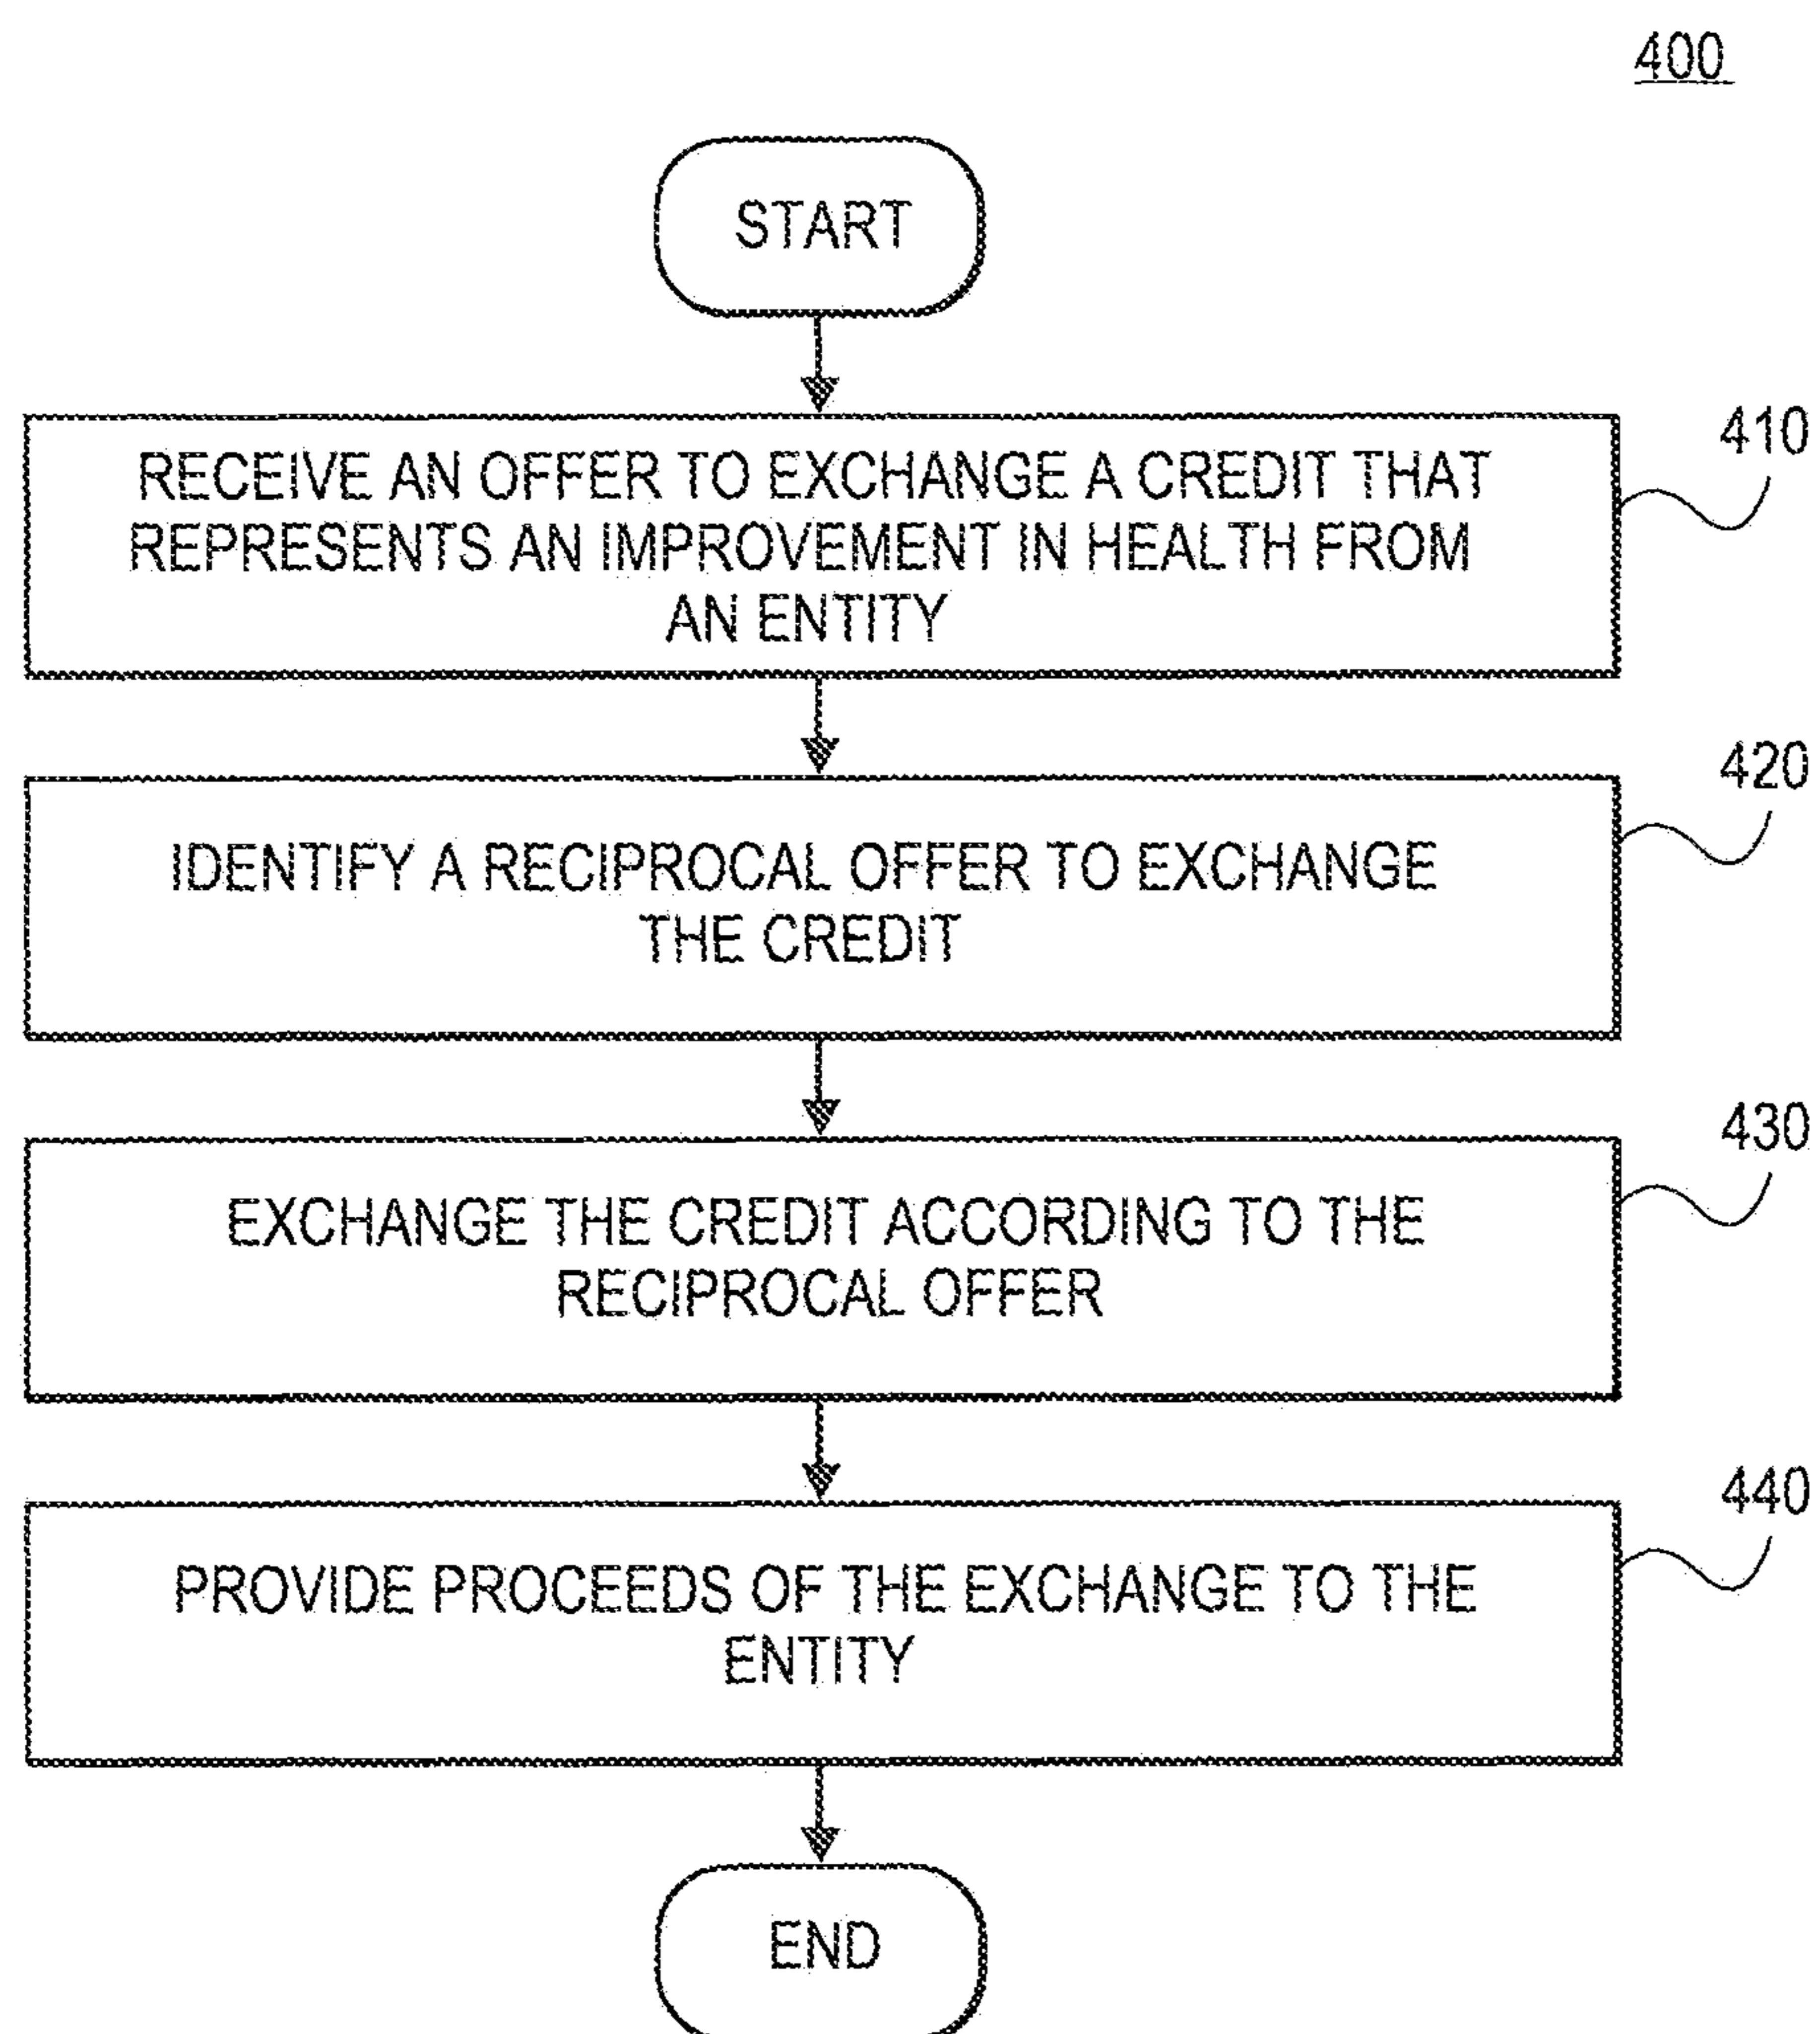 400
START
RECEIVE AN OFFER TO EXCHANGE A CREDIT THAT
REPRESENTS AN IMPROVEMENT IN HEALTH FROM
AN ENTITY
410
IDENTIFY A RECIPROCAL OFFER TO EXCHANGE
THE CREDIT
420
EXCHANGE THE CREDIT ACCORDING TO THE
RECIPROCAL OFFER
430
PROVIDE PROCEEDS OF THE EXCHANGE TO THE
ENTITY
440
END